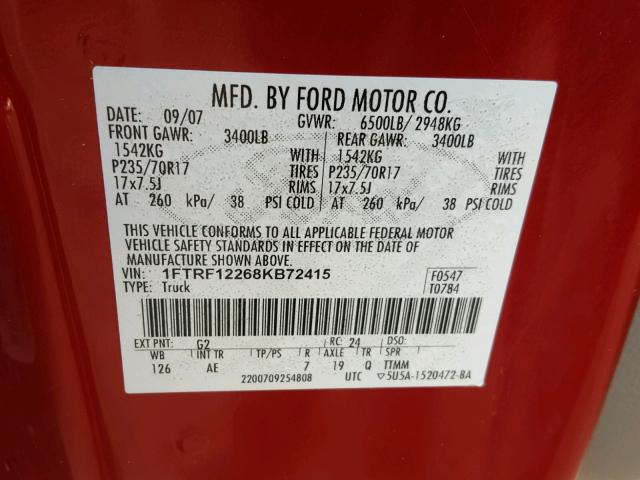 MFD. BY FORD MOTOR CO.
DATE: 09/07 GVWR: 6500LB/ 2948KG
FRONT GAWR: 3400LB REAR GAWR: 3400LB
1542KG 1542KG
P235/70R17 TIRES P235/70R17 TIRES
17x7.5J RIMS 17x7.5J RIMS
AT 260 kPa/ 38 PSI COLD AT 260 kPa/ 38 PSI COLD
THIS VEHICLE CONFORMS TO ALL APPLICABLE FEDERAL MOTOR
VEHICLE SAFETY STANDARDS IN EFFECT ON THE DATE OF
MANUFACTURE SHOWN ABOVE.
VIN: 1FTRF12268KB72415 F0547
TYPE: Truck T0784
EXT PNT: G2 RC: 24 DSO:
WB INT TR TP/PS R AXLE TR SPR
126 AE 7 19 Q TTMM
2200709254808 UTC ▽5U5A-1520472-BA